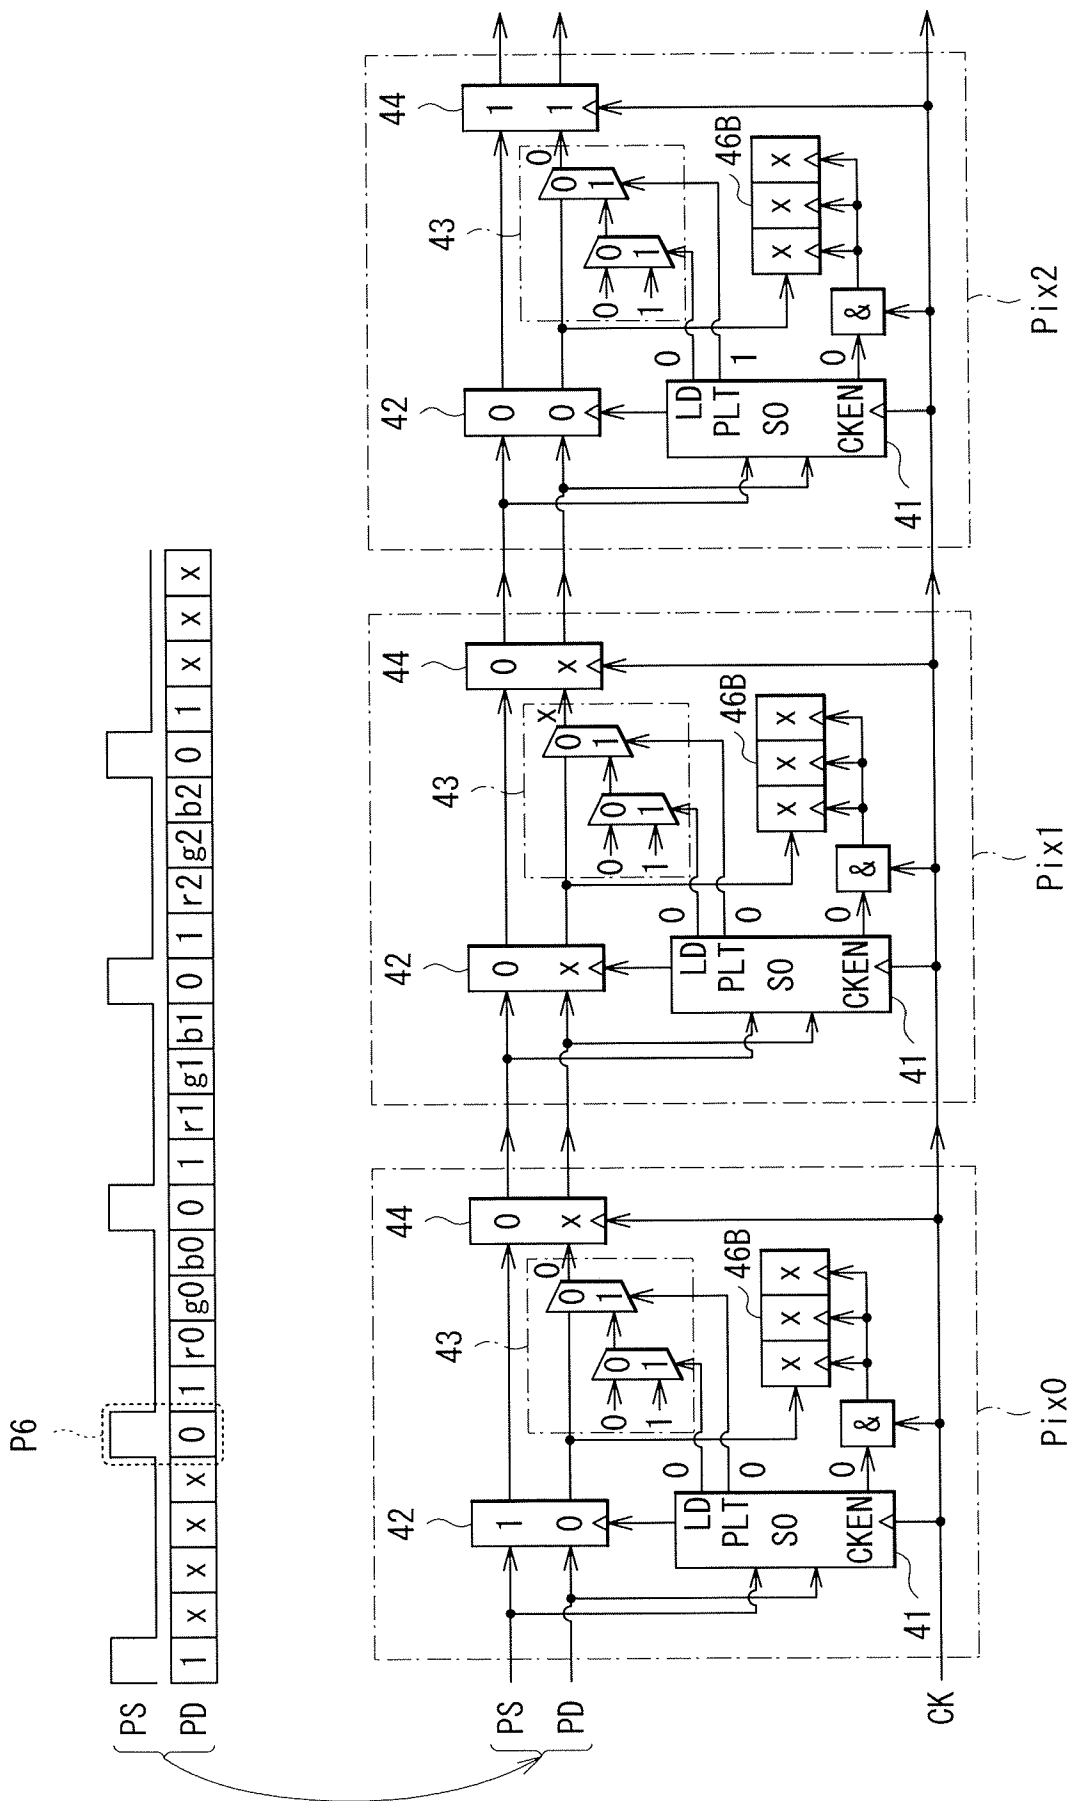 P6
PS
PD 1 x x x x 0 1 r0 g0 b0 0 1 r1 g1 b1 0 1 r2 g2 b2 0 1 x x x
42 44 42 44 42 44
43 43 43
PS 1 0 0 0 0 1
0 x 0
PD 0 0 x x 0 x 0 0 1
0 0 1 0 0 1 0 0 1
1 1 1 1 1 1
LD 0 LD 0 LD 0
PLT 0 46B PLT 0 46B PLT 1 46B
SO x x x SO x x x SO x x x
CKEN 0 & CKEN 0 & CKEN 0 &
41 41 41
CK
Pix0 Pix1 Pix2